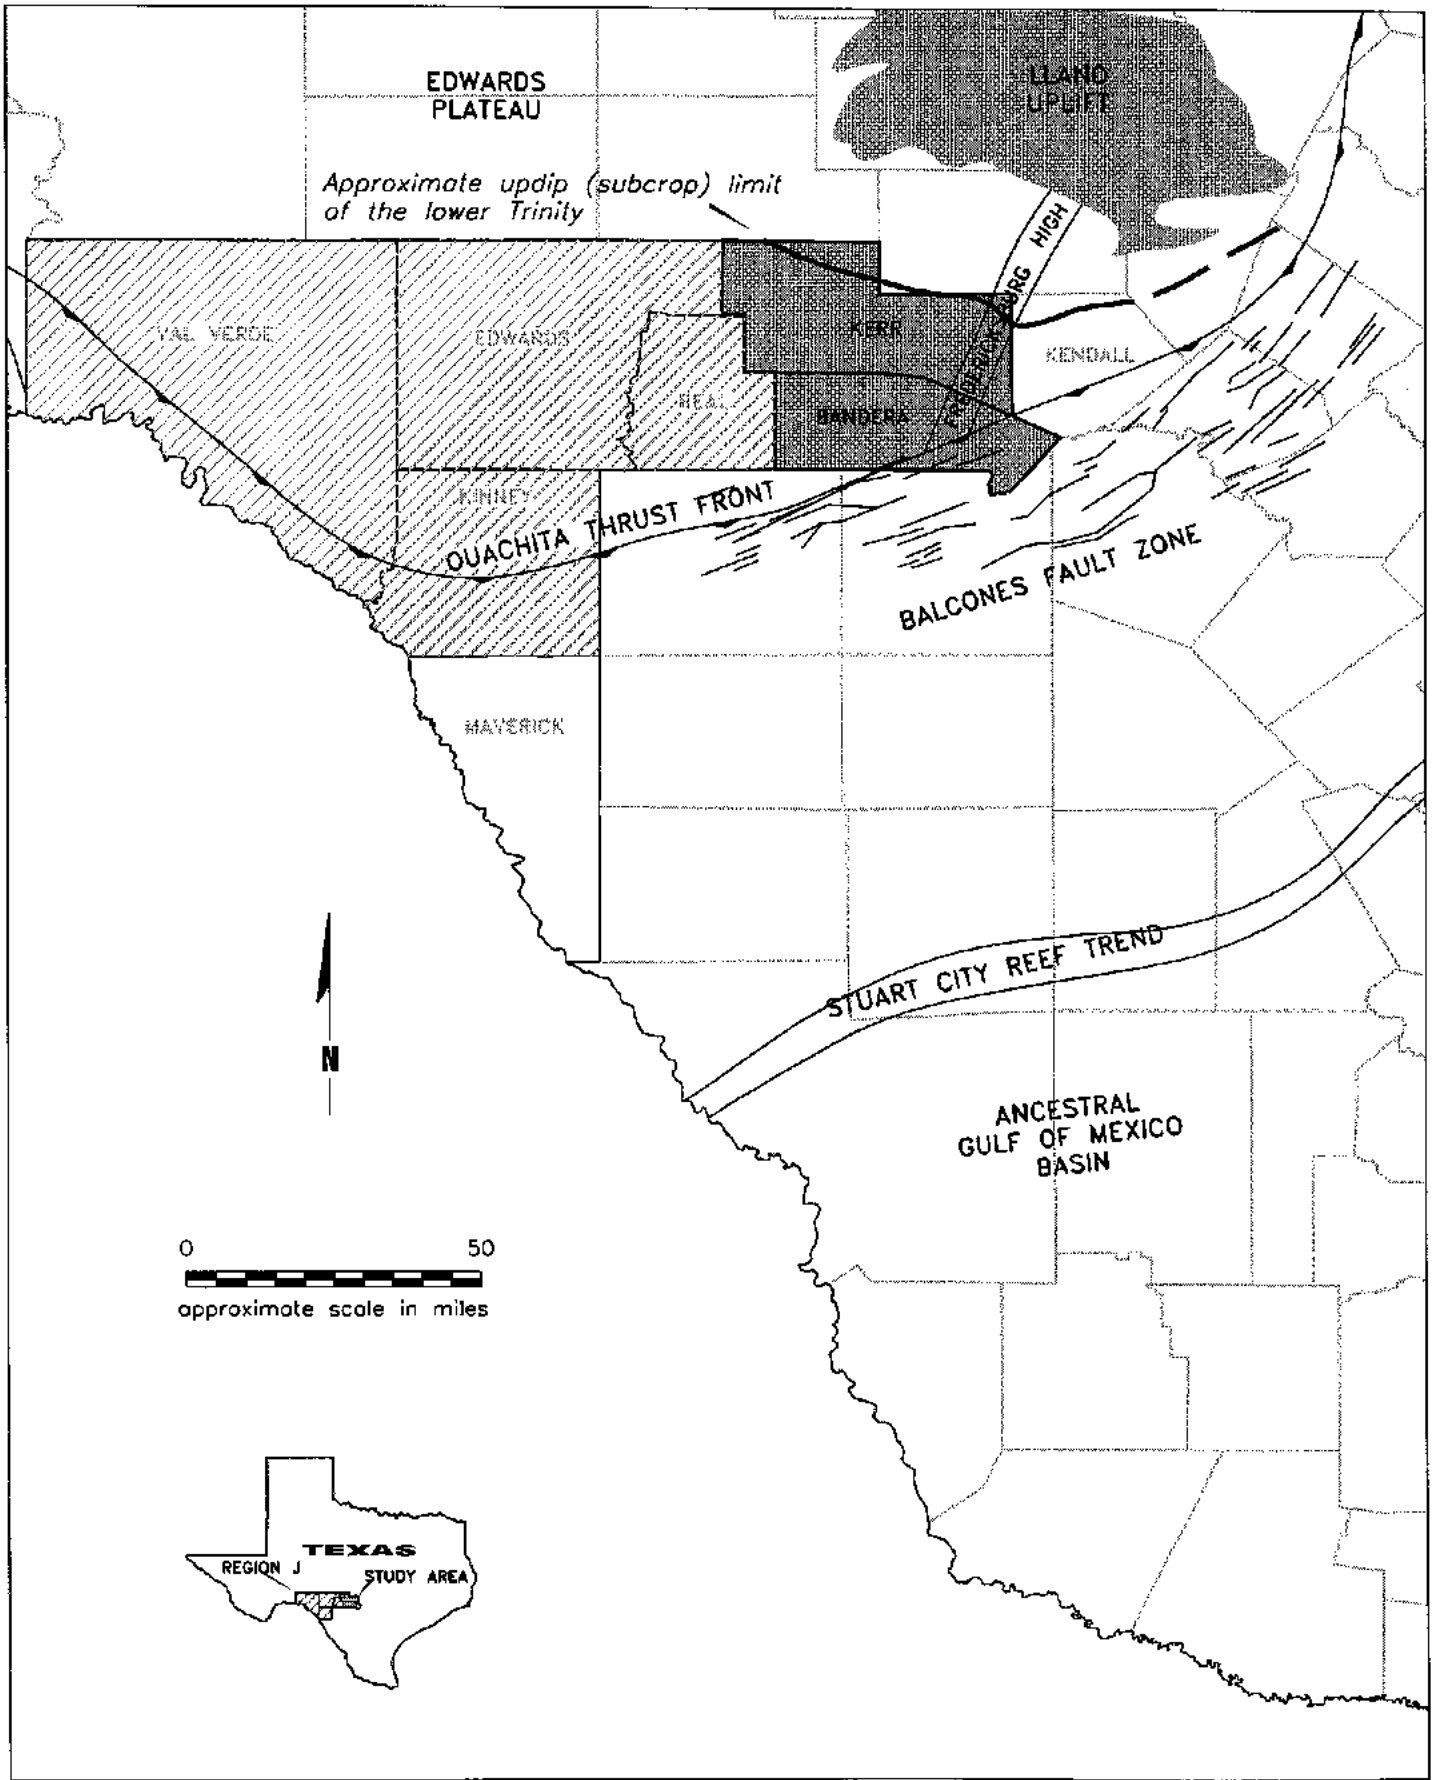 EDWARDS
PLATEAU
LLANO
UPLIFT
Approximate updip (subcrop) limit
of the lower Trinity
FREDERICKSBURG HIGH
VAL VERDE
EDWARDS
KERR
KENDALL
REAL
BANDERA
KINNEY
OUACHITA THRUST FRONT
BALCONES FAULT ZONE
MAVERICK
STUART CITY REEF TREND
N
ANCESTRAL
GULF OF MEXICO
BASIN
0 50
approximate scale in miles
TEXAS
REGION J
STUDY AREA